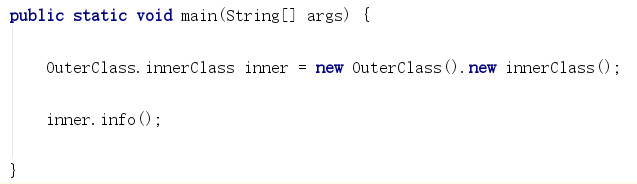 public static void main(String[] args) {
OuterClass.innerClass inner = new OuterClass().new innerClass();
inner.info();
}